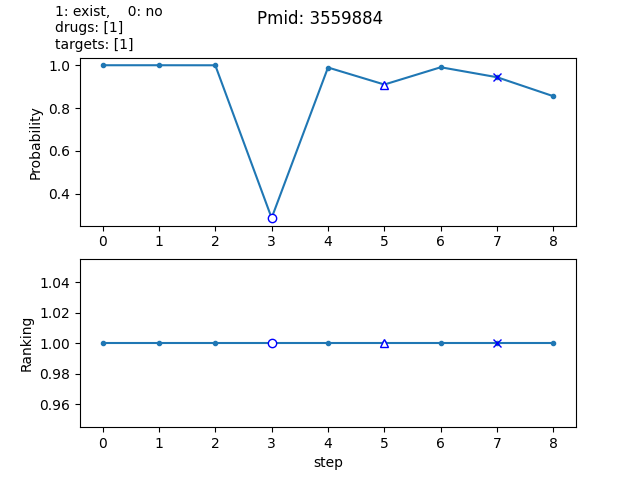 1: exist,    0: no
drugs: [1]
targets: [1]
Pmid: 3559884
1.0
0.8
0.6
0.4
Probability
0 1 2 3 4 5 6 7 8
1.04
1.02
1.00
0.98
0.96
Ranking
0 1 2 3 4 5 6 7 8
step